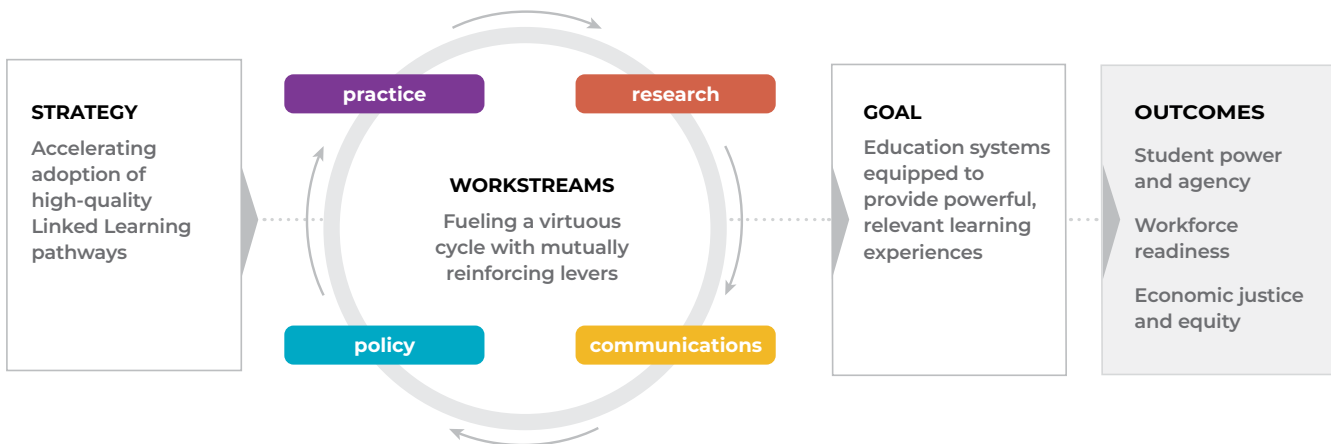 STRATEGY
Accelerating
adoption of
high-quality
Linked Learning
pathways
practice
research
WORKSTREAMS
Fueling a virtuous
cycle with mutually
reinforcing levers
policy
communications
GOAL
Education systems
equipped to
provide powerful,
relevant learning
experiences
OUTCOMES
Student power
and agency
Workforce
readiness
Economic justice
and equity